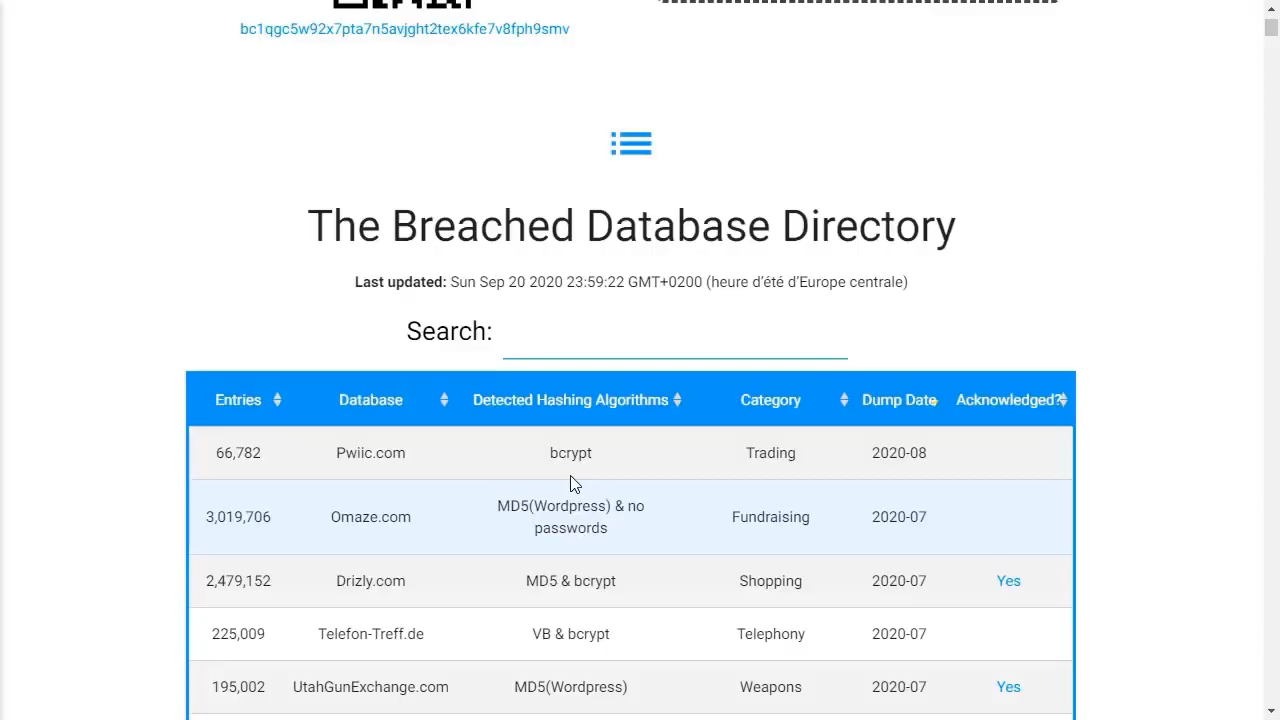 bc1qgc5w92x7pta7n5avjght2tex6kfe7v8fph9smv
The Breached Database Directory
Last updated: Sun Sep 20 2020 23:59:22 GMT+0200 (heure d’été d’Europe centrale)
Search:
Entries Database Detected Hashing Algorithms Category Dump Date Acknowledged?
66,782 Pwiic.com bcrypt Trading 2020-08
3,019,706 Omaze.com MD5(Wordpress) & no passwords Fundraising 2020-07
2,479,152 Drizly.com MD5 & bcrypt Shopping 2020-07 Yes
225,009 Telefon-Treff.de VB & bcrypt Telephony 2020-07
195,002 UtahGunExchange.com MD5(Wordpress) Weapons 2020-07 Yes